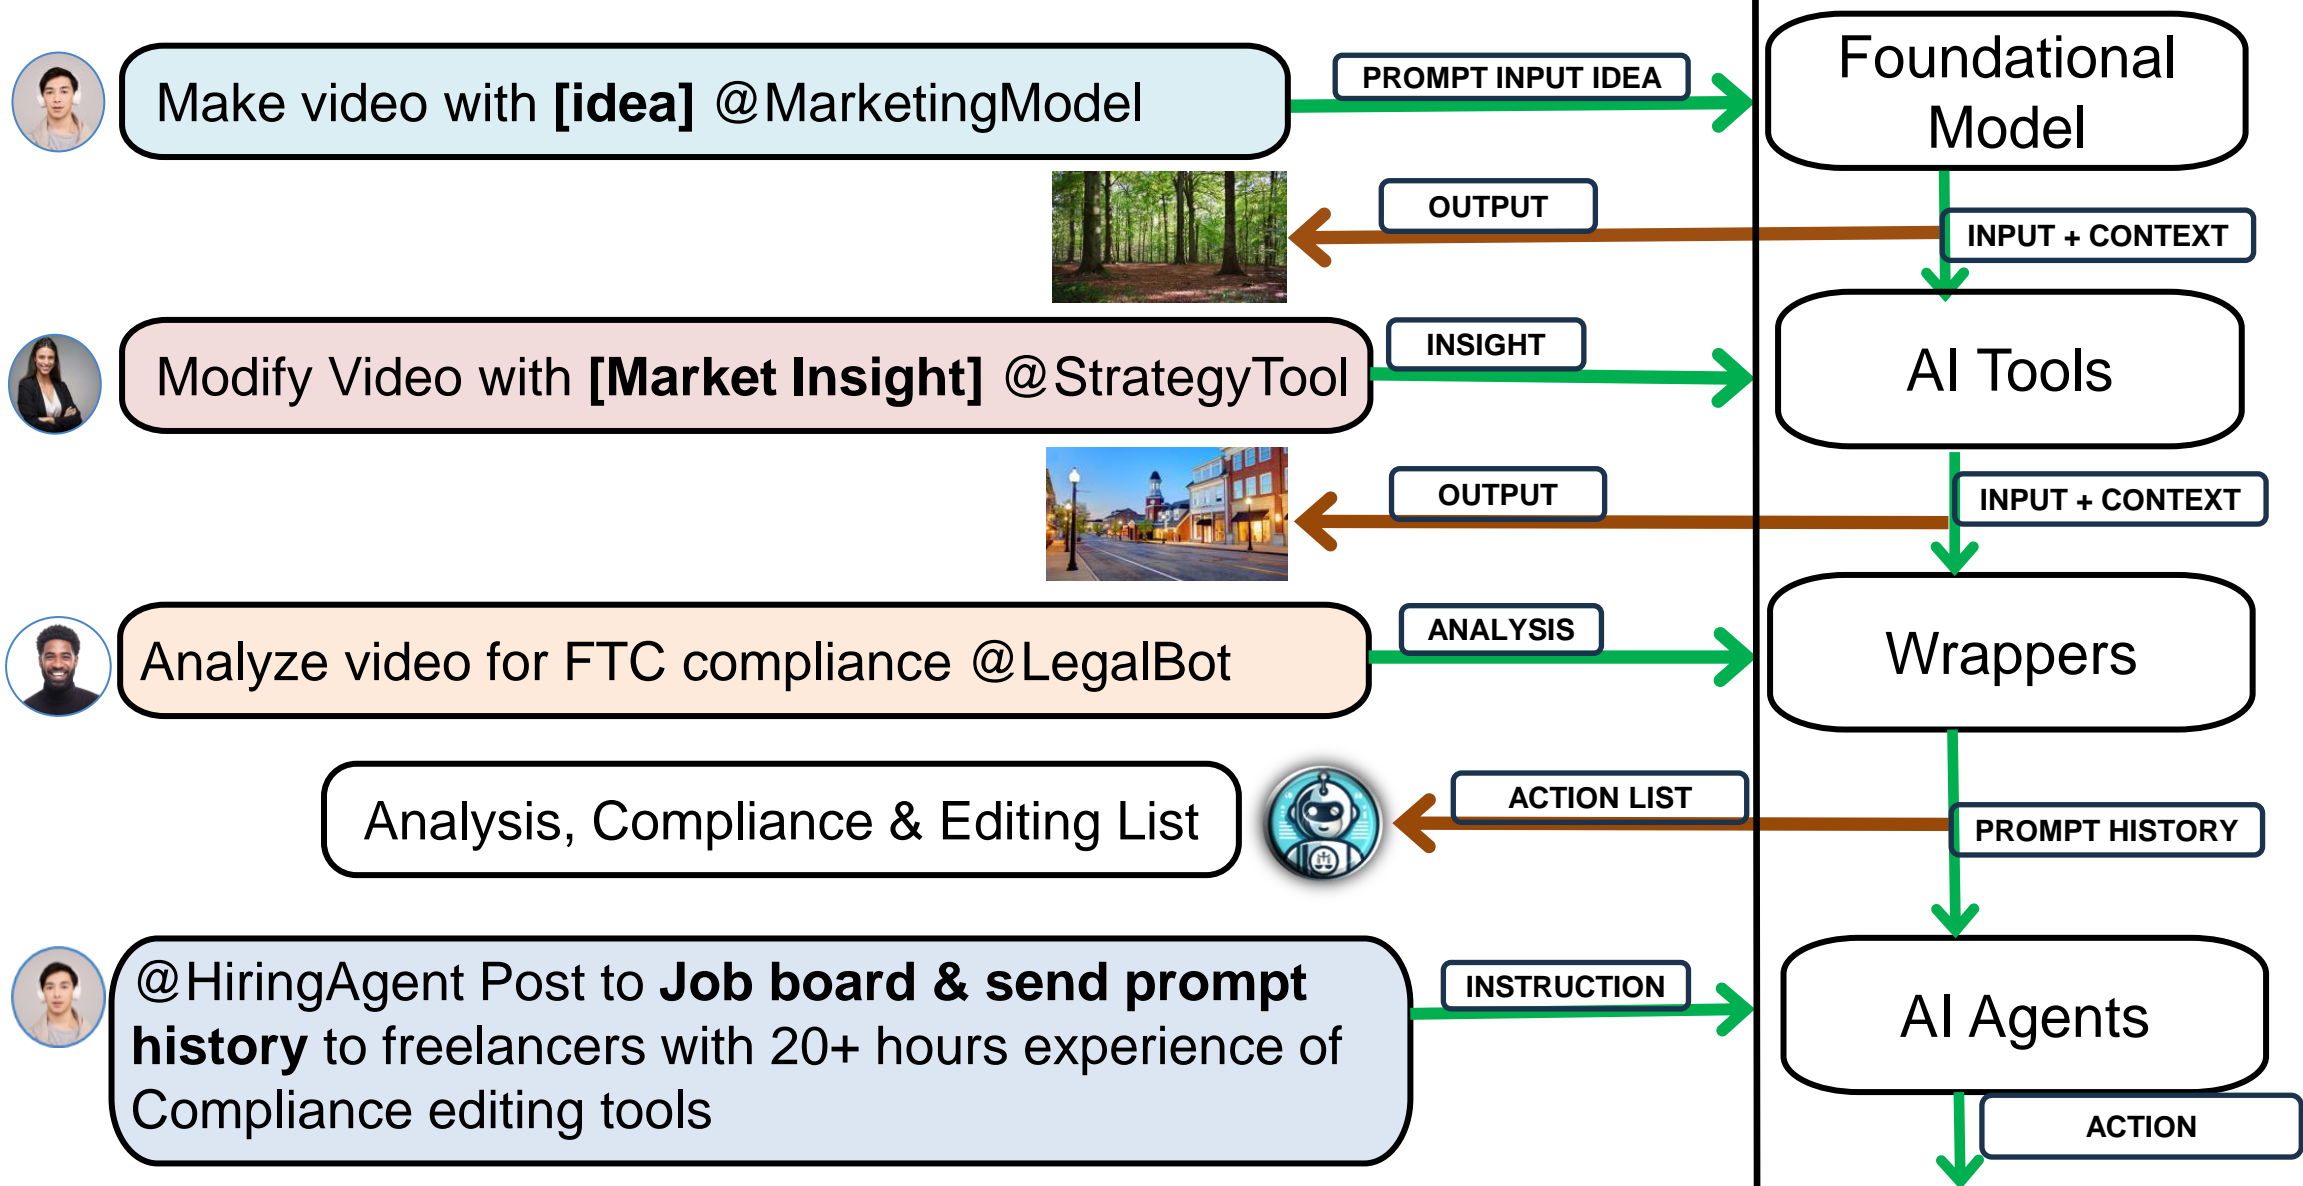 Make video with [idea] @MarketingModel
PROMPT INPUT IDEA
Foundational
Model
OUTPUT
INPUT + CONTEXT
Modify Video with [Market Insight] @StrategyTool
INSIGHT
AI Tools
OUTPUT
INPUT + CONTEXT
Analyze video for FTC compliance @LegalBot
ANALYSIS
Wrappers
Analysis, Compliance & Editing List
ACTION LIST
PROMPT HISTORY
@HiringAgent Post to Job board & send prompt
history to freelancers with 20+ hours experience of
Compliance editing tools
INSTRUCTION
AI Agents
ACTION